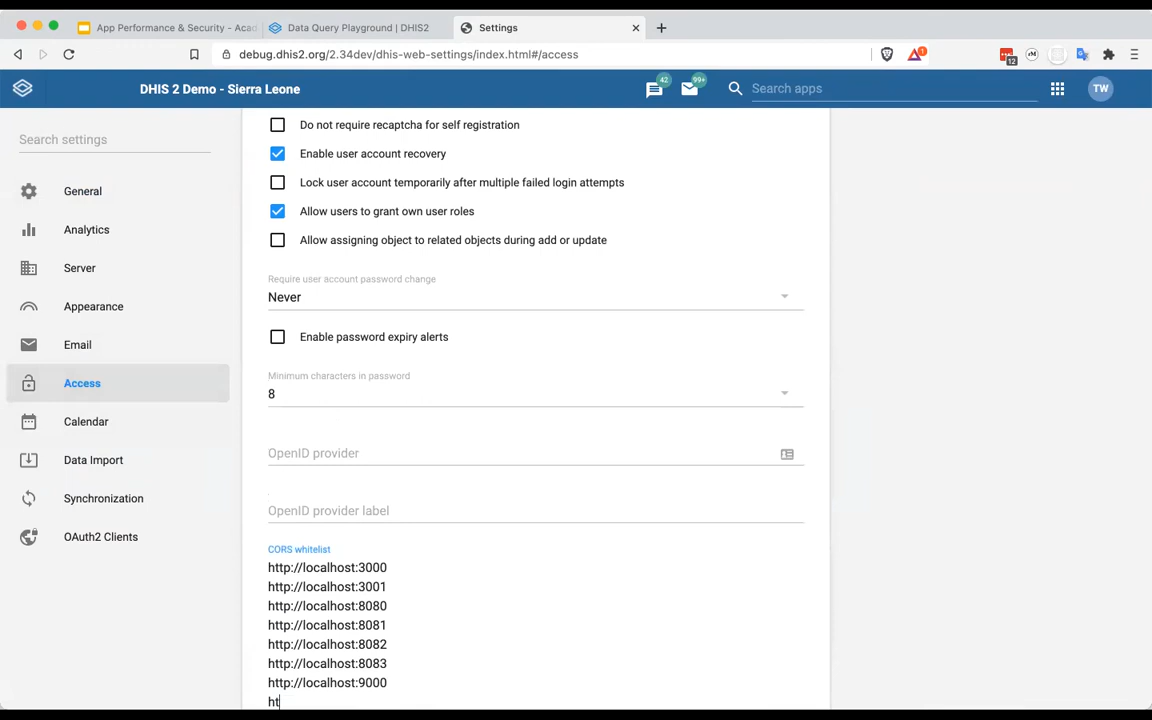 App Performance & Security - Acad
Data Query Playground | DHIS2
Settings
debug.dhis2.org/2.34dev/dhis-web-settings/index.html#/access
1
12
DHIS 2 Demo - Sierra Leone
42
99+
Search apps
TW
Search settings
General
Analytics
Server
Appearance
Email
Access
Calendar
Data Import
Synchronization
OAuth2 Clients
Do not require recaptcha for self registration
Enable user account recovery
Lock user account temporarily after multiple failed login attempts
Allow users to grant own user roles
Allow assigning object to related objects during add or update
Require user account password change
Never
Enable password expiry alerts
Minimum characters in password
8
OpenID provider
OpenID provider label
CORS whitelist
http://localhost:3000
http://localhost:3001
http://localhost:8080
http://localhost:8081
http://localhost:8082
http://localhost:8083
http://localhost:9000
ht